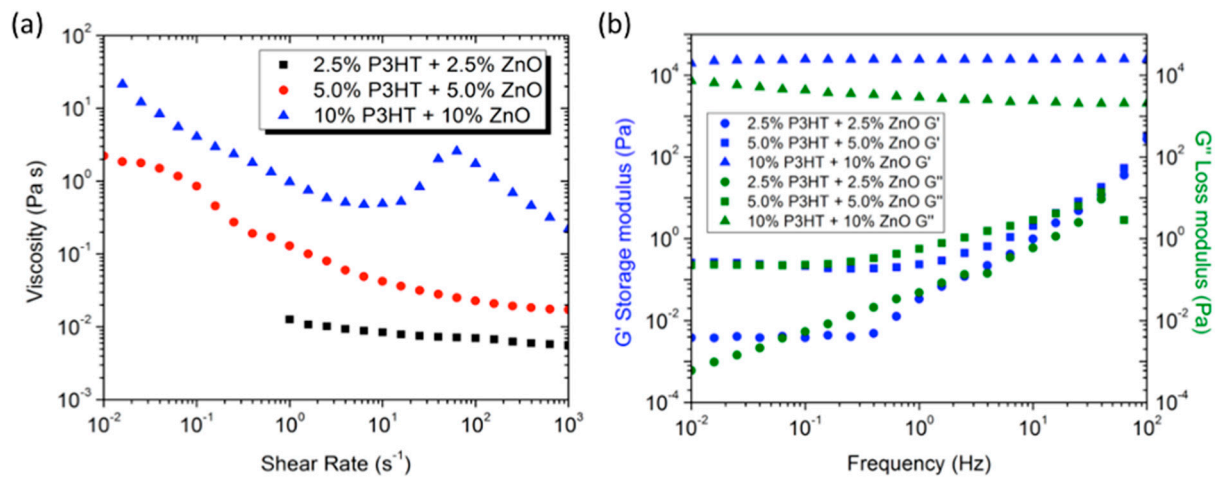 (a)
10²
10¹
10⁰
10⁻¹
10⁻²
10⁻³
Viscosity (Pa s)
2.5% P3HT + 2.5% ZnO
5.0% P3HT + 5.0% ZnO
10% P3HT + 10% ZnO
10⁻² 10⁻¹ 10⁰ 10¹ 10² 10³
Shear Rate (s⁻¹)
(b)
10⁴
10²
10⁰
10⁻²
10⁻⁴
G' Storage modulus (Pa)
2.5% P3HT + 2.5% ZnO G'
5.0% P3HT + 5.0% ZnO G'
10% P3HT + 10% ZnO G'
2.5% P3HT + 2.5% ZnO G"
5.0% P3HT + 5.0% ZnO G"
10% P3HT + 10% ZnO G"
10⁴
10²
10⁰
10⁻²
10⁻⁴
G" Loss modulus
(Pa)
10⁻² 10⁻¹ 10⁰ 10¹ 10²
Frequency (Hz)